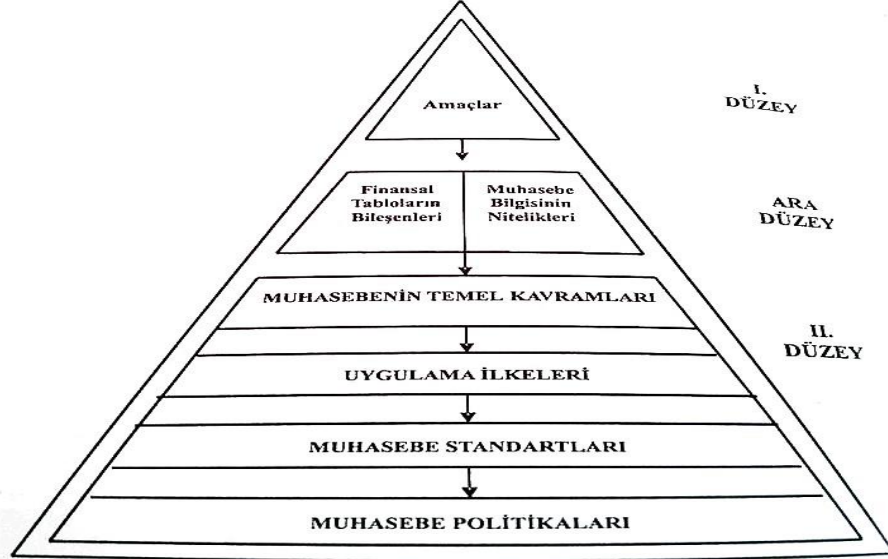 Amaçlar
I.
DÜZEY
Finansal
Tabloların
Bileşenleri
Muhasebe
Bilgisinin
Nitelikleri
ARA
DÜZEY
MUHASEBENİN TEMEL KAVRAMLARI
II.
DÜZEY
UYGULAMA İLKELERİ
MUHASEBE STANDARTLARI
MUHASEBE POLİTİKALARI